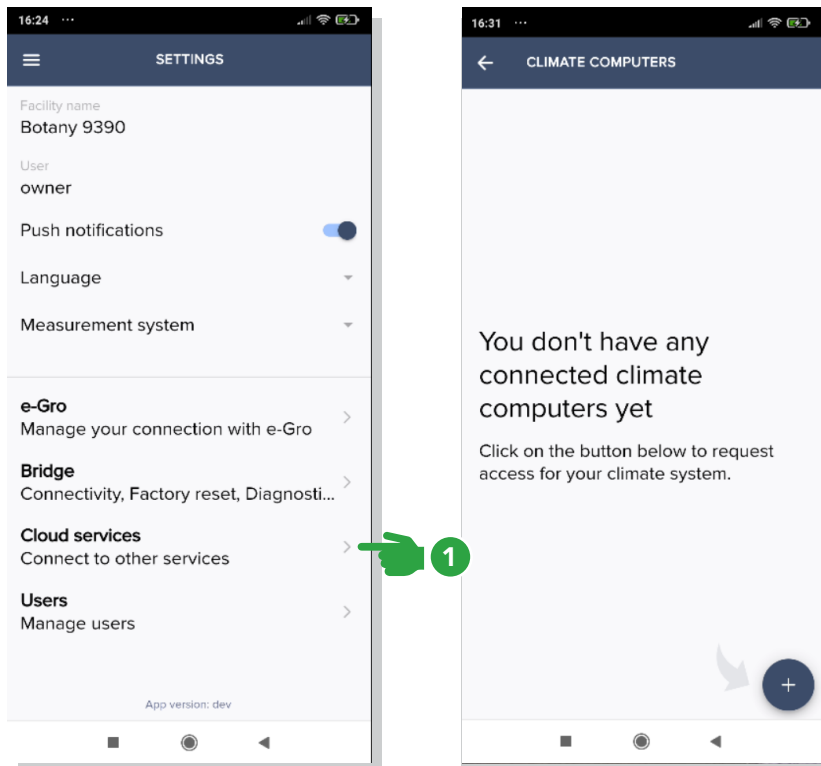 16:24 ...
SETTINGS
Facility name
Botany 9390
User
owner
Push notifications
Language
Measurement system
e-Gro
Manage your connection with e-Gro
Bridge
Connectivity, Factory reset, Diagnosti...
Cloud services
Connect to other services
1
Users
Manage users
App version: dev
16:31 ...
CLIMATE COMPUTERS
You don't have any
connected climate
computers yet
Click on the button below to request
access for your climate system.
+